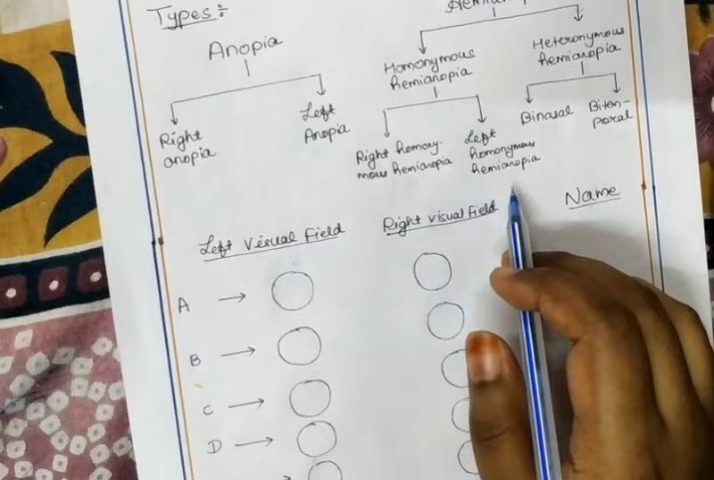 Types:
Anopia
Right
anopia
Left
Anopia
Homonymous
hemianopia
Heteronymous
hemianopia
Right homony-
mous hemianopia
Left
homonymous
hemianopia
Binasal
Bitem-
poral
Left Visual Field
Right visual field
Name
A →
B →
C →
D →